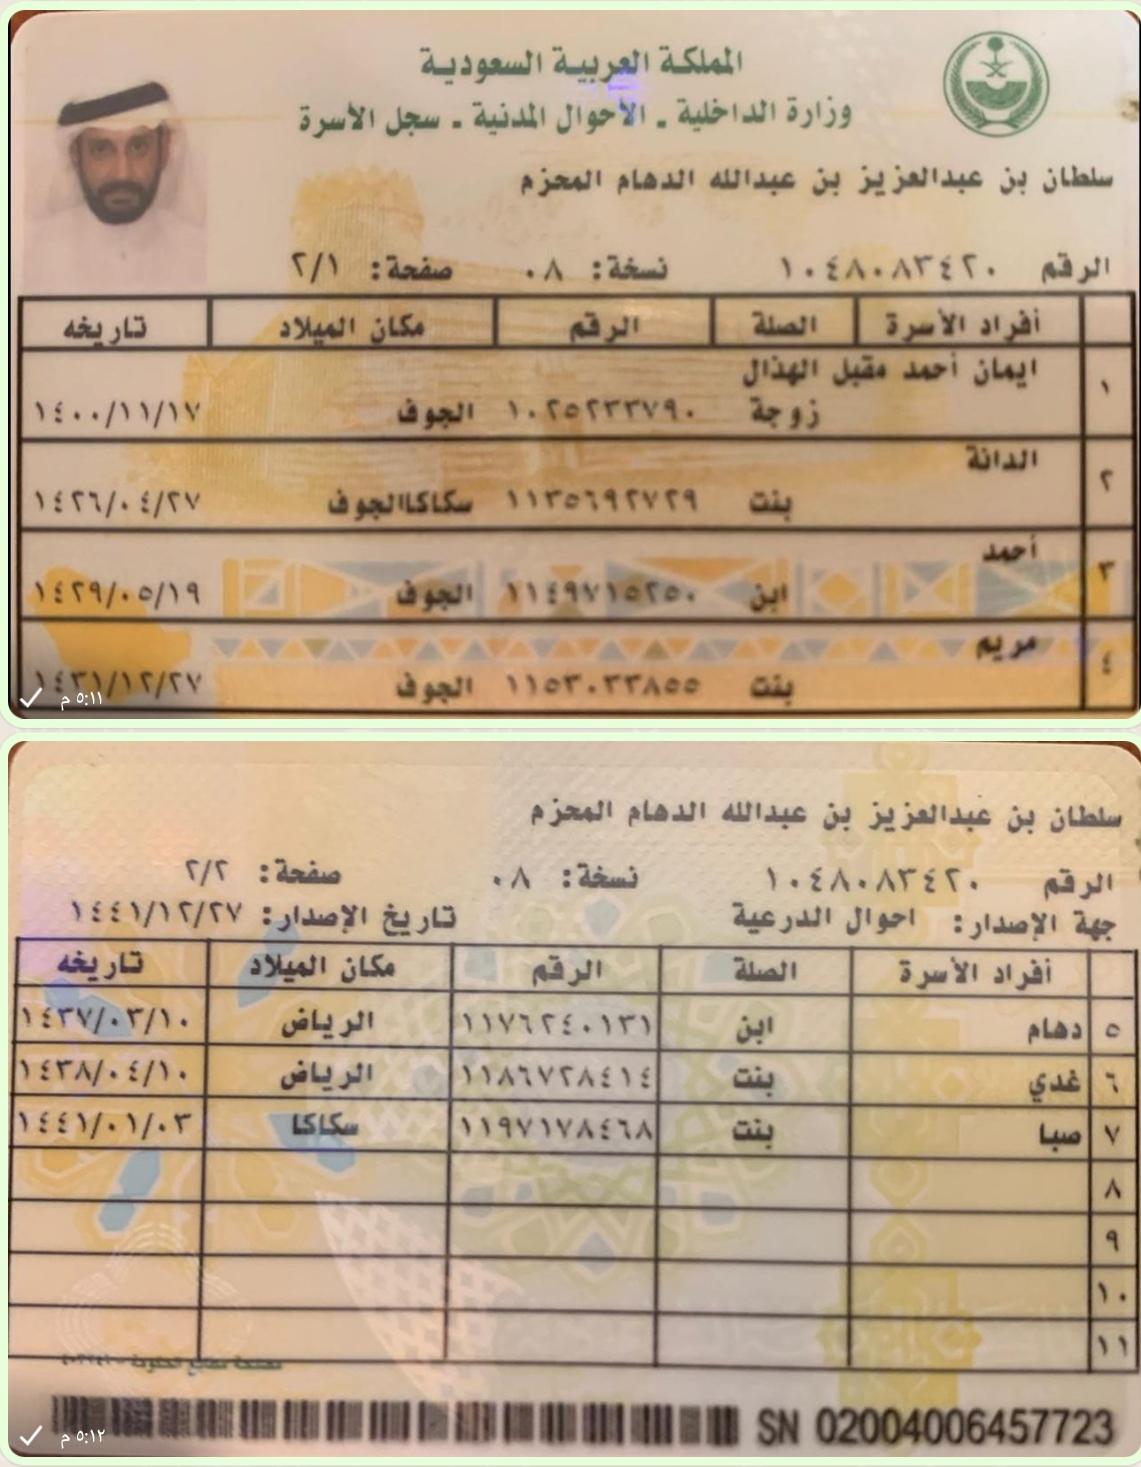 المملكة العربية السعودية
وزارة الداخلية ـ الأحوال المدنية ـ سجل الأسرة
سلطان بن عبدالعزيز بن عبدالله الدهام المحزم
الرقم ١٠٤٨٠٨٣٤٢٠ نسخة: ٠٨ صفحة: ٢/١
أفراد الأسرة الصلة الرقم مكان الميلاد تاريخه
١ ايمان أحمد مقبل الهذال
زوجة ١٠٢٥٢٣٣٧٩٠ الجوف ١٤٠٠/١١/١٧
٢ الدانة
بنت ١١٣٥٦٩٢٧٢٩ سكاكاالجوف ١٤٢٦/٠٤/٢٧
٣ أحمد
ابن ١١٤٩٧١٥٢٥٠ الجوف ١٤٢٩/٠٥/١٩
٤ مريم
بنت ١١٥٣٠٣٣٨٥٥ الجوف ١٤٣١/١٢/٢٧
٥:١١ م
سلطان بن عبدالعزيز بن عبدالله الدهام المحزم
الرقم ١٠٤٨٠٨٣٤٢٠ نسخة: ٠٨ صفحة: ٢/٢
جهة الإصدار: احوال الدرعية تاريخ الإصدار: ١٤٤١/١٢/٢٧
أفراد الأسرة الصلة الرقم مكان الميلاد تاريخه
٥ دهام ابن ١١٧٦٢٤٠١٣١ الرياض ١٤٣٧/٠٣/١٠
٦ غدي بنت ١١٨٦٧٢٨٤١٤ الرياض ١٤٣٨/٠٤/١٠
٧ صبا بنت ١١٩٧١٧٨٤٦٨ سكاكا ١٤٤١/٠١/٠٣
٨
٩
١٠
١١
SN 02004006457723
٥:١٢ م